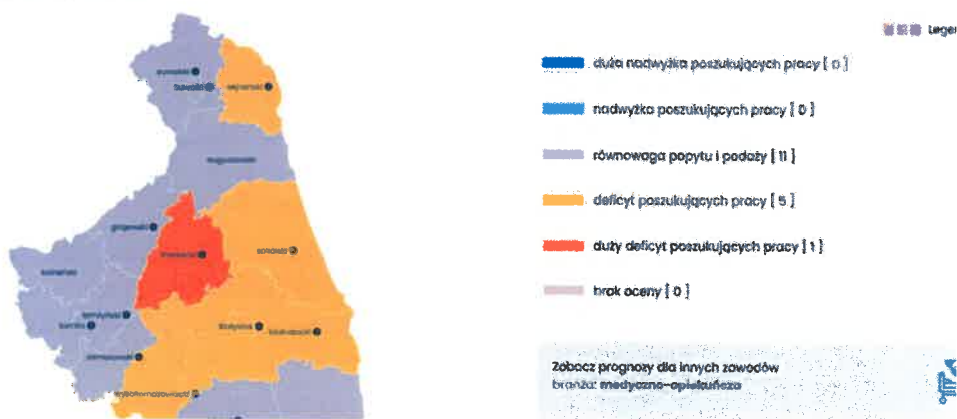 Legen
duża nadwyżka poszukujących pracy [ 0 ]
nadwyżka poszukujących pracy [ 0 ]
równowaga popytu i podaży [ 11 ]
deficyt poszukujących pracy [ 5 ]
duży deficyt poszukujących pracy [ 1 ]
brak oceny [ 0 ]
suwalski
Suwałki
sejneński
augustowski
grajewski
moniecki
sokólski
kolneński
łomżyński
Łomża
Białystok
białostocki
zambrowski
wysokomazowiecki
Zobacz prognozy dla innych zawodów
branża: medyczno-opiekuńcza